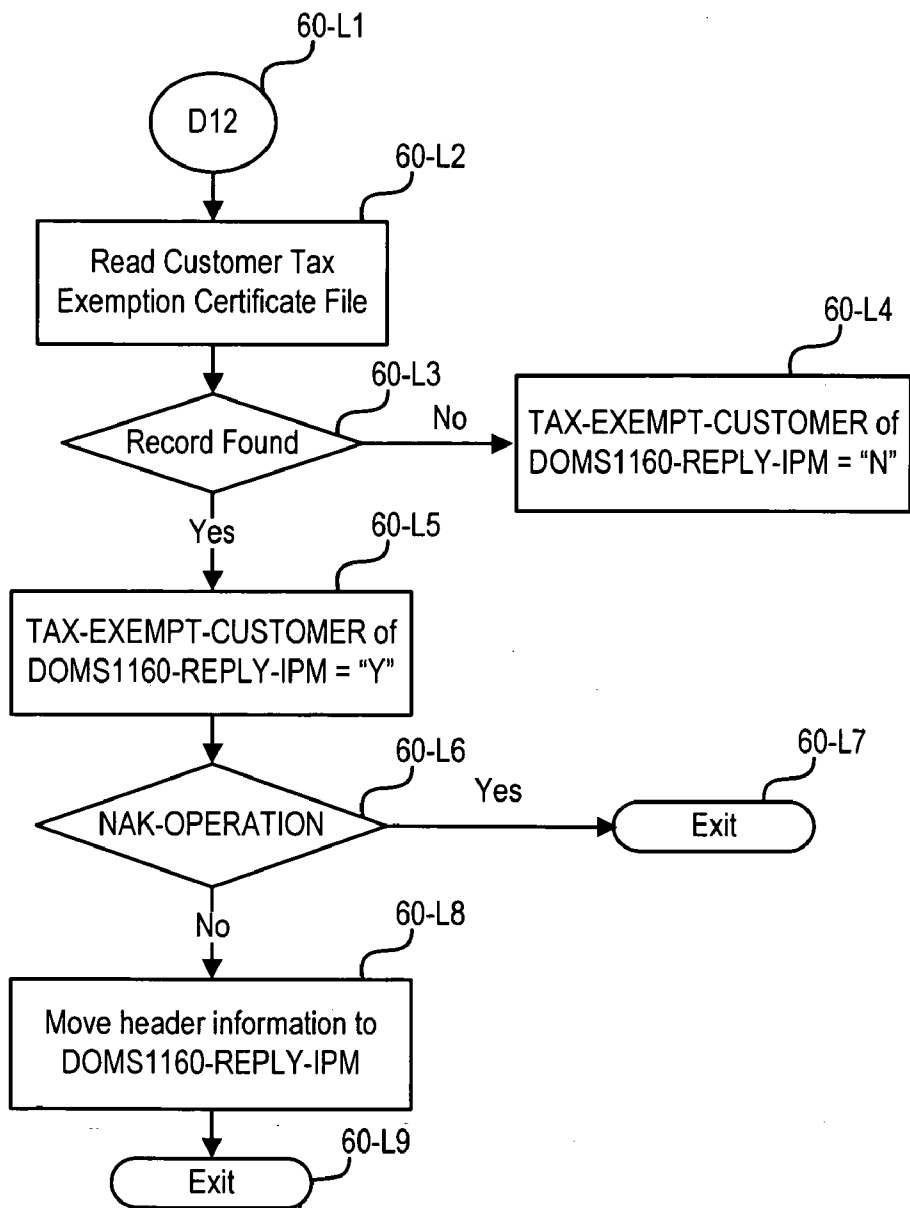 60-L1
D12
60-L2
Read Customer Tax
Exemption Certificate File
60-L3
Record Found
No
60-L4
TAX-EXEMPT-CUSTOMER of
DOMS1160-REPLY-IPM = “N”
Yes
60-L5
TAX-EXEMPT-CUSTOMER of
DOMS1160-REPLY-IPM = “Y”
60-L6
NAK-OPERATION
Yes
60-L7
Exit
No
60-L8
Move header information to
DOMS1160-REPLY-IPM
60-L9
Exit